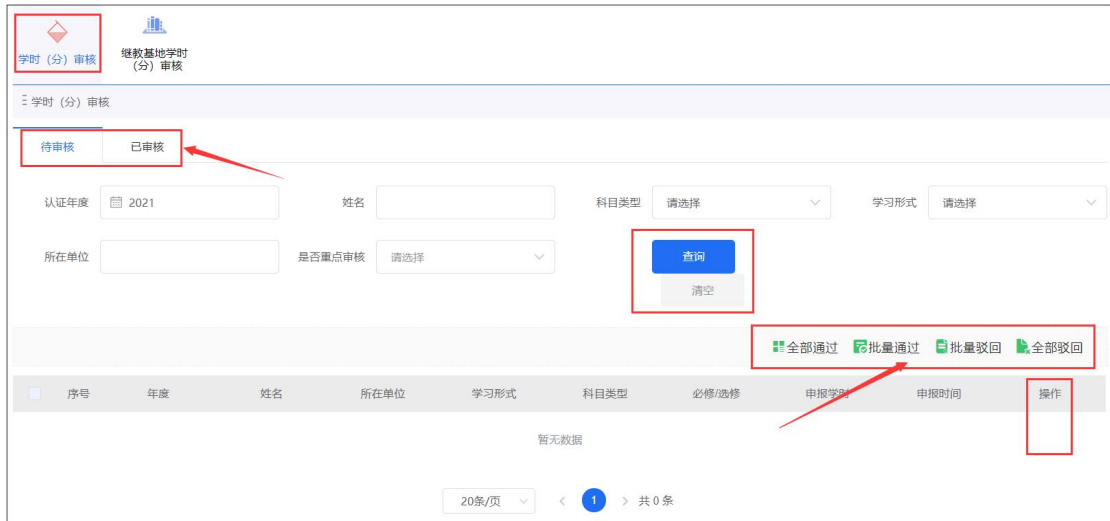 学时（分）审核
继教基地学时
（分）审核
学时（分）审核
待审核 已审核
认证年度 2021 姓名 科目类型 请选择 学习形式 请选择
所在单位 是否重点审核 请选择 查询
清空
全部通过 批量通过 批量驳回 全部驳回
序号 年度 姓名 所在单位 学习形式 科目类型 必修/选修 申报学时 申报时间 操作
暂无数据
20条/页 < 1 > 共 0 条